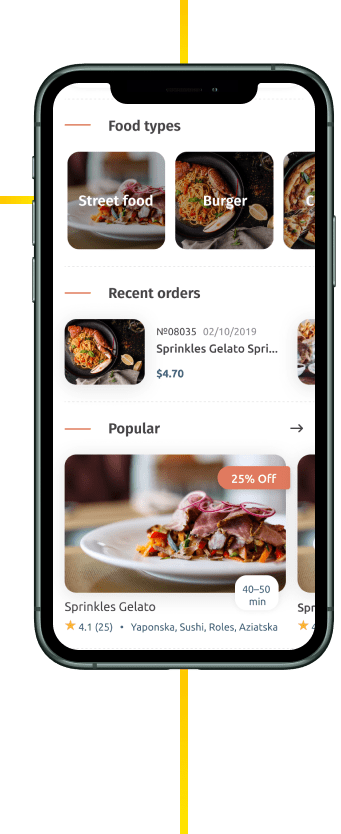 Food types
Street food
Burger
C
Recent orders
№08035 02/10/2019
Sprinkles Gelato Spri...
$4.70
Popular
25% Off
40–50
min
Sprinkles Gelato
Spr
4.1 (25) • Yaponska, Sushi, Roles, Aziatska
4